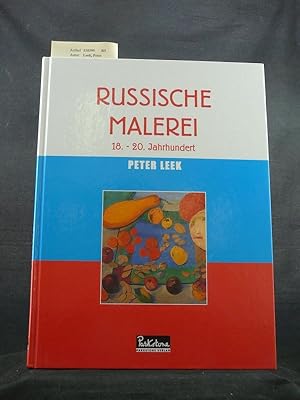 RUSSISCHE
MALEREI
18. - 20. Jahrhundert
PETER LEEK
Parkstone